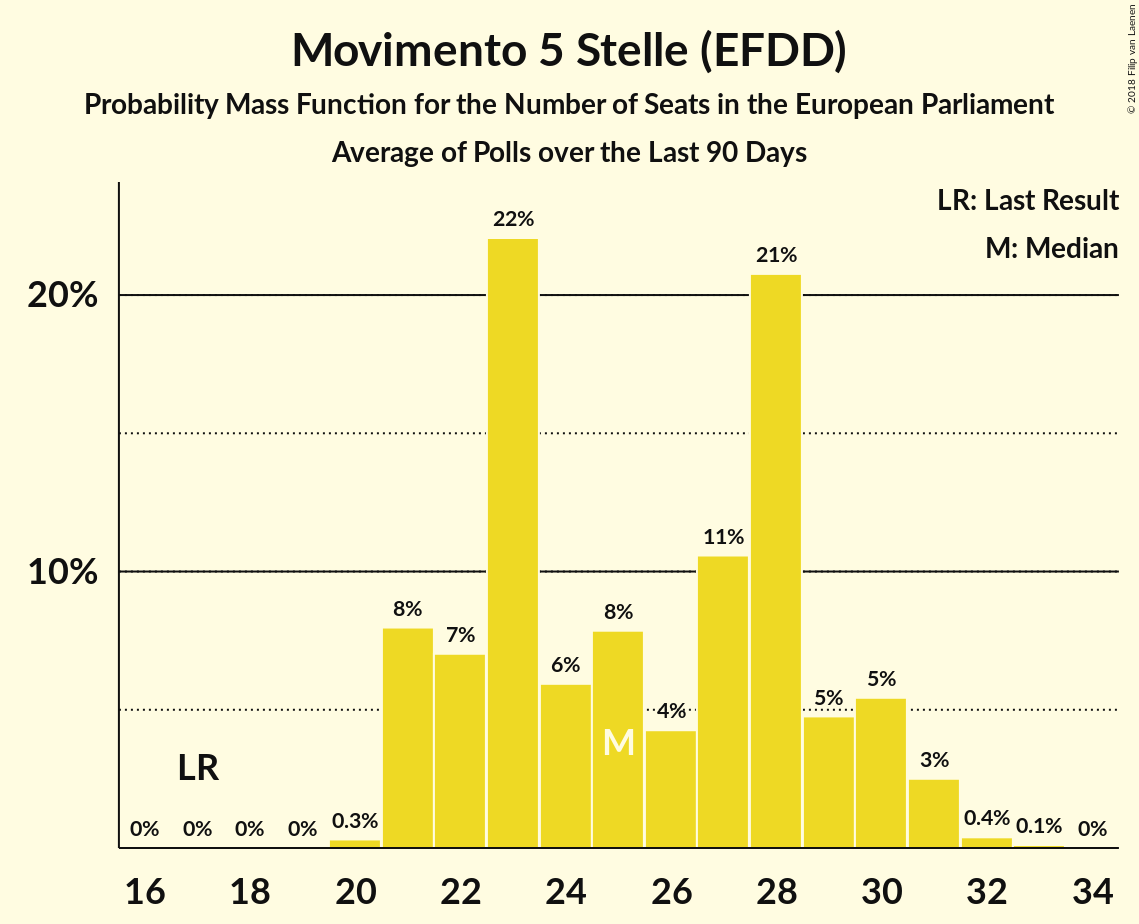 Movimento 5 Stelle (EFDD)
Probability Mass Function for the Number of Seats in the European Parliament
Average of Polls over the Last 90 Days
© 2018 Filip van Laenen
LR: Last Result
M: Median
20%
10%
0% 0% 0% 0% 0.3% 8% 7% 22% 6% 8% 4% 11% 21% 5% 5% 3% 0.4% 0.1% 0%
LR
M
16 18 20 22 24 26 28 30 32 34